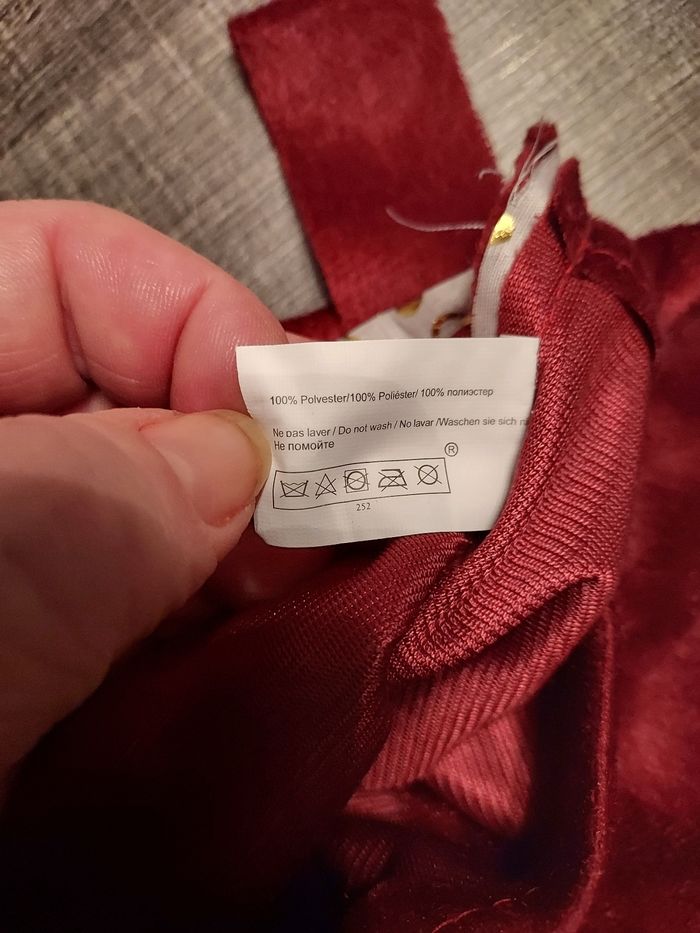 100% Polyester/100% Poliéster/ 100% полиэстер
Ne pas laver / Do not wash / No lavar /Waschen sie sich
Не помойте
®
252